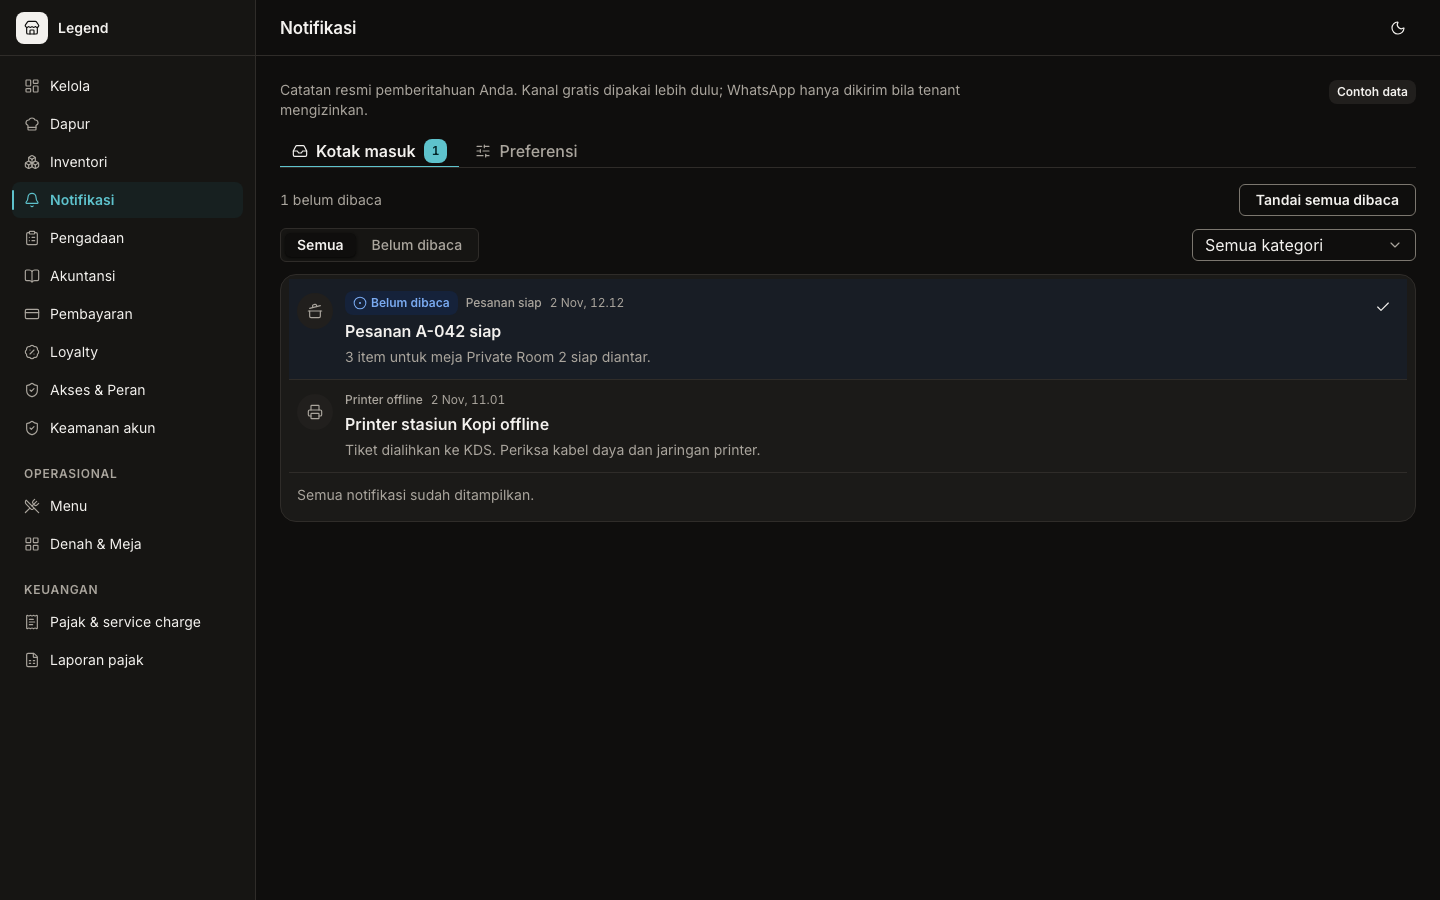 Legend
Notifikasi
Kelola
Dapur
Inventori
Notifikasi
Pengadaan
Akuntansi
Pembayaran
Loyalty
Akses & Peran
Keamanan akun
OPERASIONAL
Menu
Denah & Meja
KEUANGAN
Pajak & service charge
Laporan pajak
Catatan resmi pemberitahuan Anda. Kanal gratis dipakai lebih dulu; WhatsApp hanya dikirim bila tenant
mengizinkan.
Contoh data
Kotak masuk 1 Preferensi
1 belum dibaca
Tandai semua dibaca
Semua Belum dibaca
Semua kategori
Belum dibaca Pesanan siap 2 Nov, 12.12
Pesanan A-042 siap
3 item untuk meja Private Room 2 siap diantar.
Printer offline 2 Nov, 11.01
Printer stasiun Kopi offline
Tiket dialihkan ke KDS. Periksa kabel daya dan jaringan printer.
Semua notifikasi sudah ditampilkan.